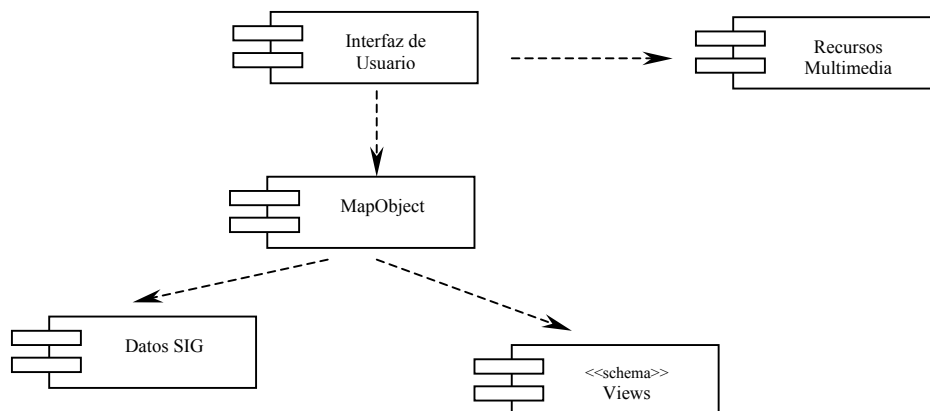 Interfaz de
Usuario
Recursos
Multimedia
MapObject
Datos SIG
<<schema>>
Views